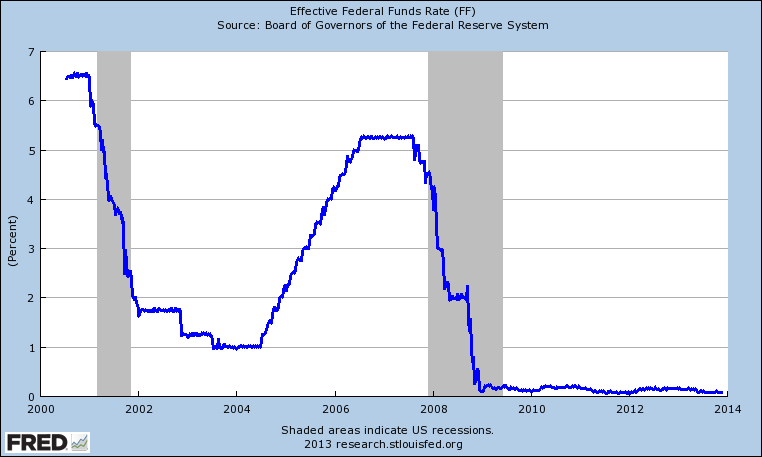 Effective Federal Funds Rate (FF)
Source: Board of Governors of the Federal Reserve System
7
6
5
4
3
2
1
0
(Percent)
2000 2002 2004 2006 2008 2010 2012 2014
Shaded areas indicate US recessions.
2013 research.stlouisfed.org
FRED